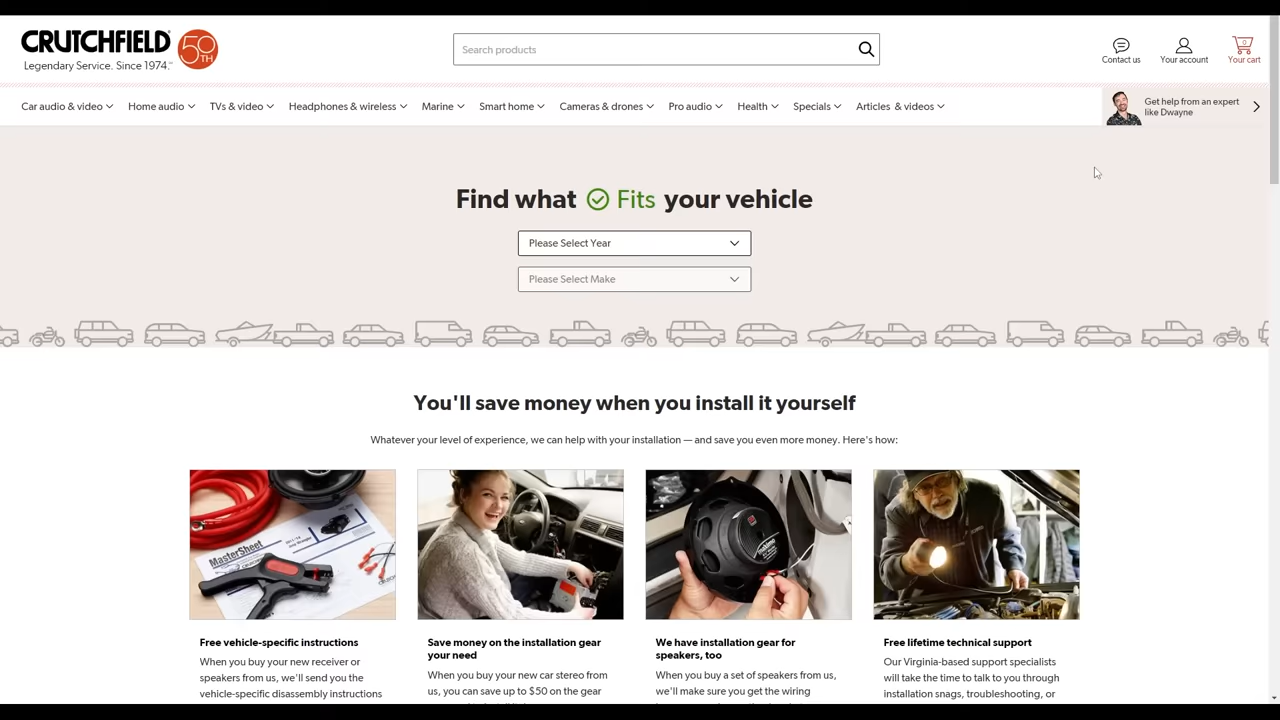 CRUTCHFIELD
50TH
Legendary Service. Since 1974.
Search products
Contact us
Your account
0
Your cart
Car audio & video
Home audio
TVs & video
Headphones & wireless
Marine
Smart home
Cameras & drones
Pro audio
Health
Specials
Articles & videos
Get help from an expert
like Dwayne
Find what Fits your vehicle
Please Select Year
Please Select Make
You'll save money when you install it yourself
Whatever your level of experience, we can help with your installation — and save you even more money. Here's how:
MasterSheet
Free vehicle-specific instructions
When you buy your new receiver or
speakers from us, we'll send you the
vehicle-specific disassembly instructions
Save money on the installation gear
your need
When you buy your new car stereo from
us, you can save up to $50 on the gear
We have installation gear for
speakers, too
When you buy a set of speakers from us,
we'll make sure you get the wiring
Free lifetime technical support
Our Virginia-based support specialists
will take the time to talk to you through
installation snags, troubleshooting, or